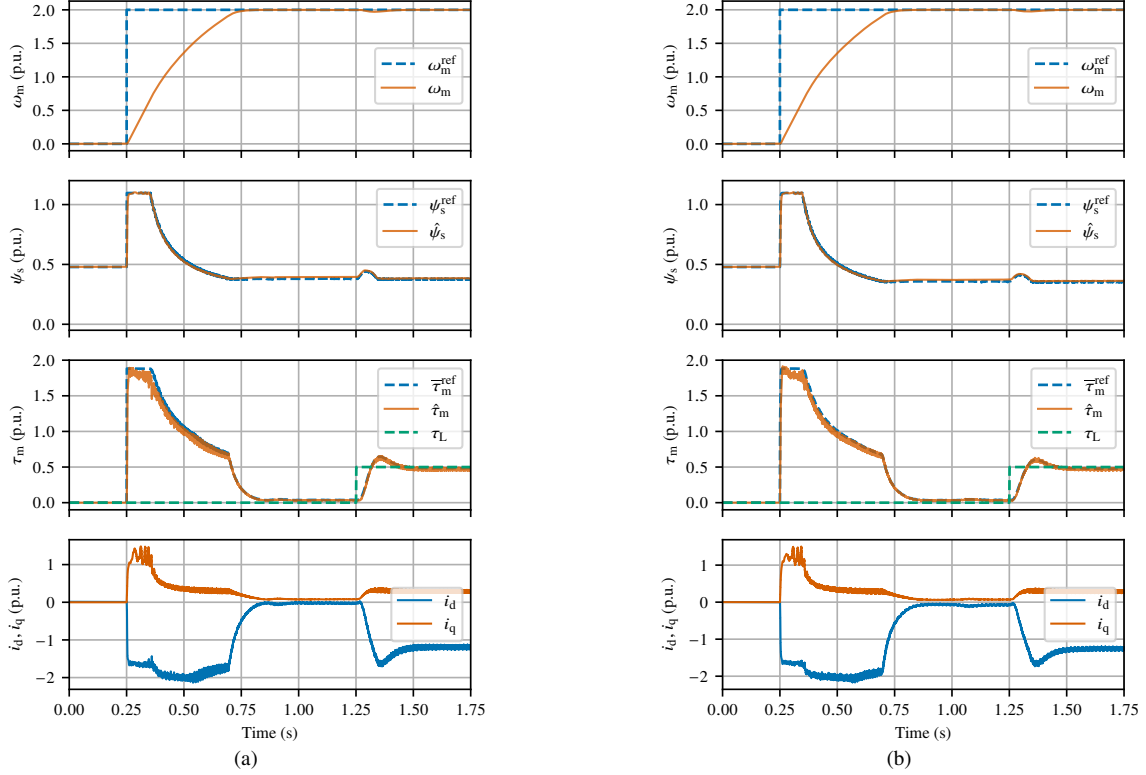 2.0
1.5
1.0
0.5
0.0
ω_m (p.u.)
ω_m^ref
ω_m
1.0
0.5
0.0
ψ_s (p.u.)
ψ_s^ref
ψ̂_s
2.0
1.5
1.0
0.5
0.0
τ_m (p.u.)
τ̅_m^ref
τ̂_m
τ_L
1
0
−1
−2
i_d, i_q (p.u.)
i_d
i_q
0.00 0.25 0.50 0.75 1.00 1.25 1.50 1.75
Time (s)
(a)
2.0
1.5
1.0
0.5
0.0
ω_m (p.u.)
ω_m^ref
ω_m
1.0
0.5
0.0
ψ_s (p.u.)
ψ_s^ref
ψ̂_s
2.0
1.5
1.0
0.5
0.0
τ_m (p.u.)
τ̅_m^ref
τ̂_m
τ_L
1
0
−1
−2
i_d, i_q (p.u.)
i_d
i_q
0.00 0.25 0.50 0.75 1.00 1.25 1.50 1.75
Time (s)
(b)